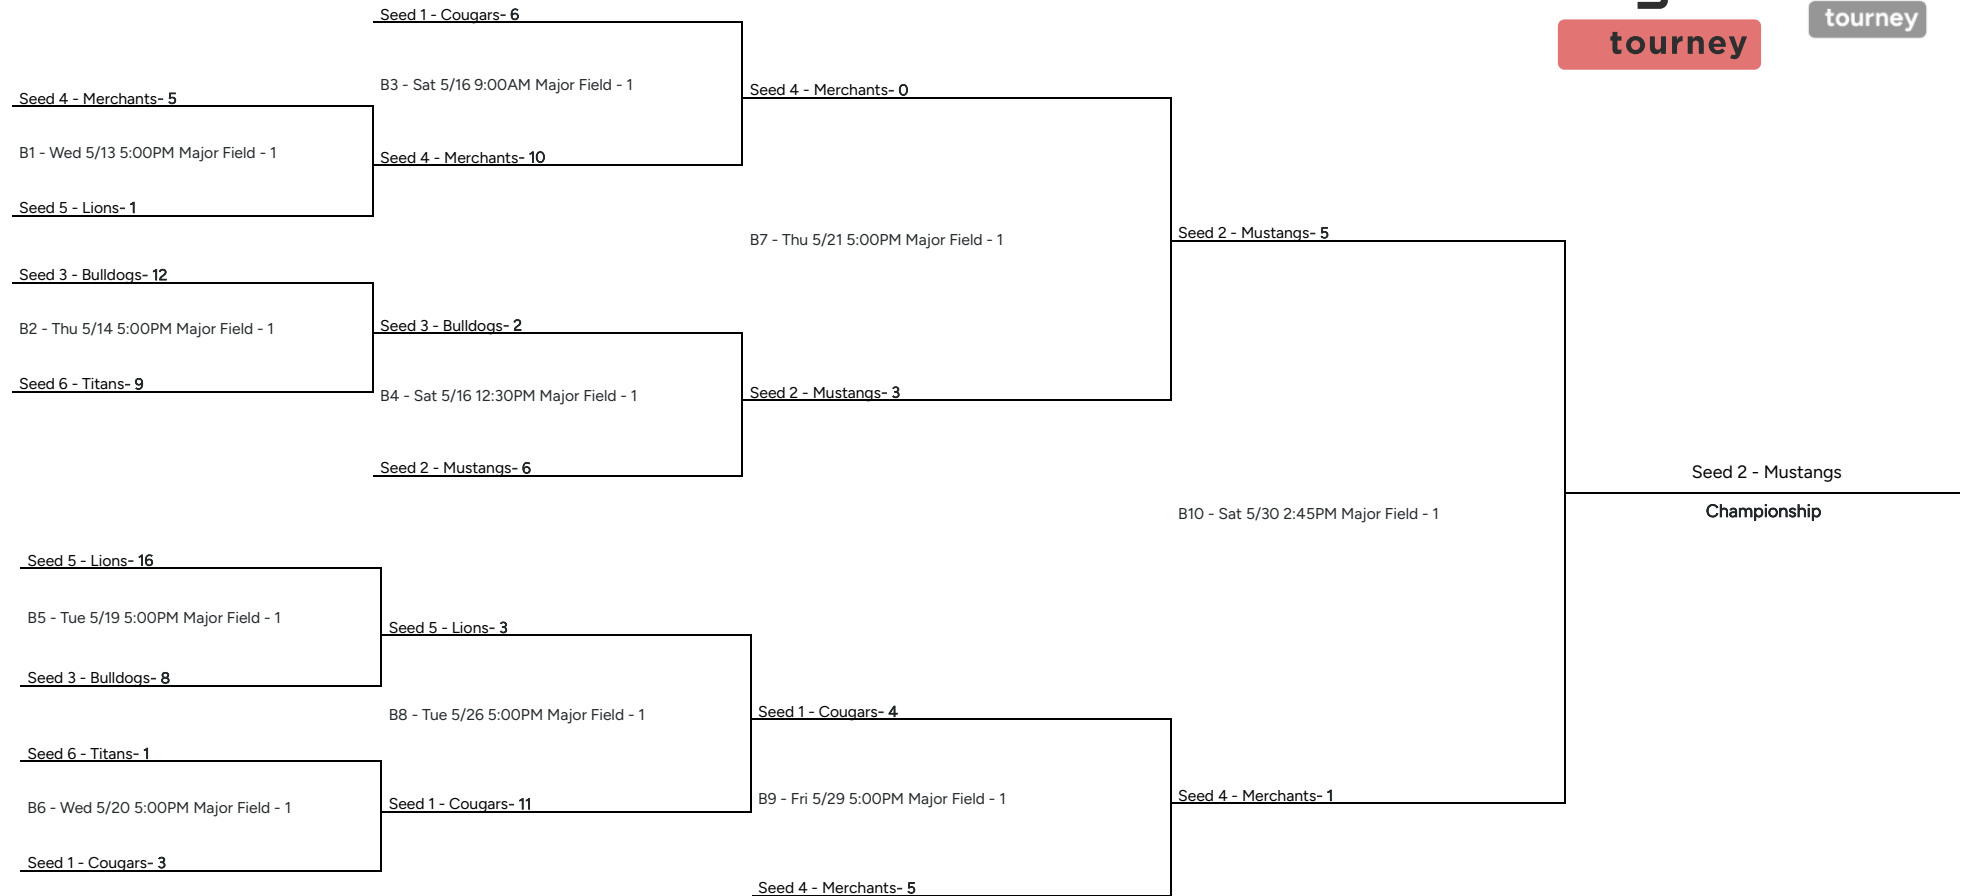 Seed 1 - Cougars- 6
tourney
tourney
B3 - Sat 5/16 9:00AM Major Field - 1
Seed 4 - Merchants- 0
Seed 4 - Merchants- 5
B1 - Wed 5/13 5:00PM Major Field - 1
Seed 4 - Merchants- 10
Seed 5 - Lions- 1
B7 - Thu 5/21 5:00PM Major Field - 1
Seed 2 - Mustangs- 5
Seed 3 - Bulldogs- 12
B2 - Thu 5/14 5:00PM Major Field - 1
Seed 3 - Bulldogs- 2
Seed 6 - Titans- 9
B4 - Sat 5/16 12:30PM Major Field - 1
Seed 2 - Mustangs- 3
Seed 2 - Mustangs- 6
Seed 2 - Mustangs
Championship
B10 - Sat 5/30 2:45PM Major Field - 1
Seed 5 - Lions- 16
B5 - Tue 5/19 5:00PM Major Field - 1
Seed 5 - Lions- 3
Seed 3 - Bulldogs- 8
B8 - Tue 5/26 5:00PM Major Field - 1
Seed 1 - Cougars- 4
Seed 6 - Titans- 1
B6 - Wed 5/20 5:00PM Major Field - 1
Seed 1 - Cougars- 11
B9 - Fri 5/29 5:00PM Major Field - 1
Seed 4 - Merchants- 1
Seed 1 - Cougars- 3
Seed 4 - Merchants- 5